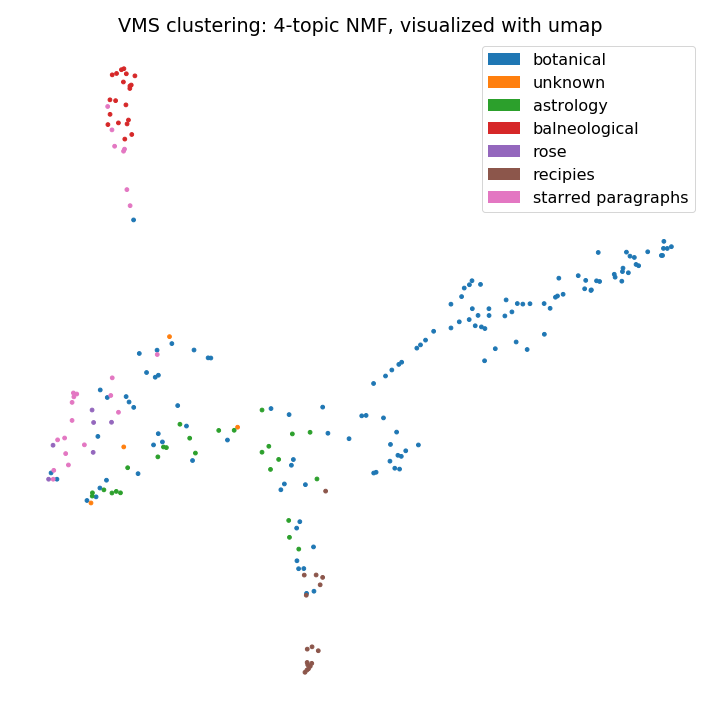 VMS clustering: 4-topic NMF, visualized with umap
botanical
unknown
astrology
balneological
rose
recipies
starred paragraphs